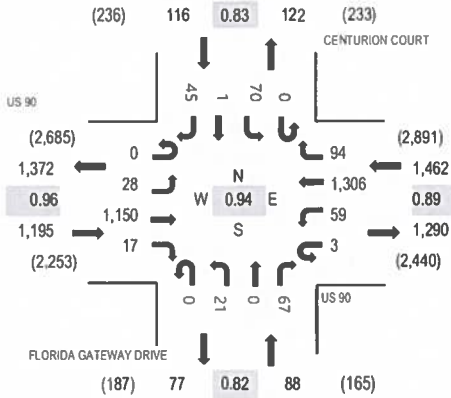 (236) 116 0.83 122 (233)
CENTURION COURT
45 1 70 0
US 90
(2,685) 0 94 (2,891)
1,372 1,462
28 N 1,306
0.96 W 0.94 E 0.89
1,150 59
1,195 S 1,290
17 3
(2,253) (2,440)
0 21 0 67
US 90
FLORIDA GATEWAY DRIVE
(187) 77 0.82 88 (165)